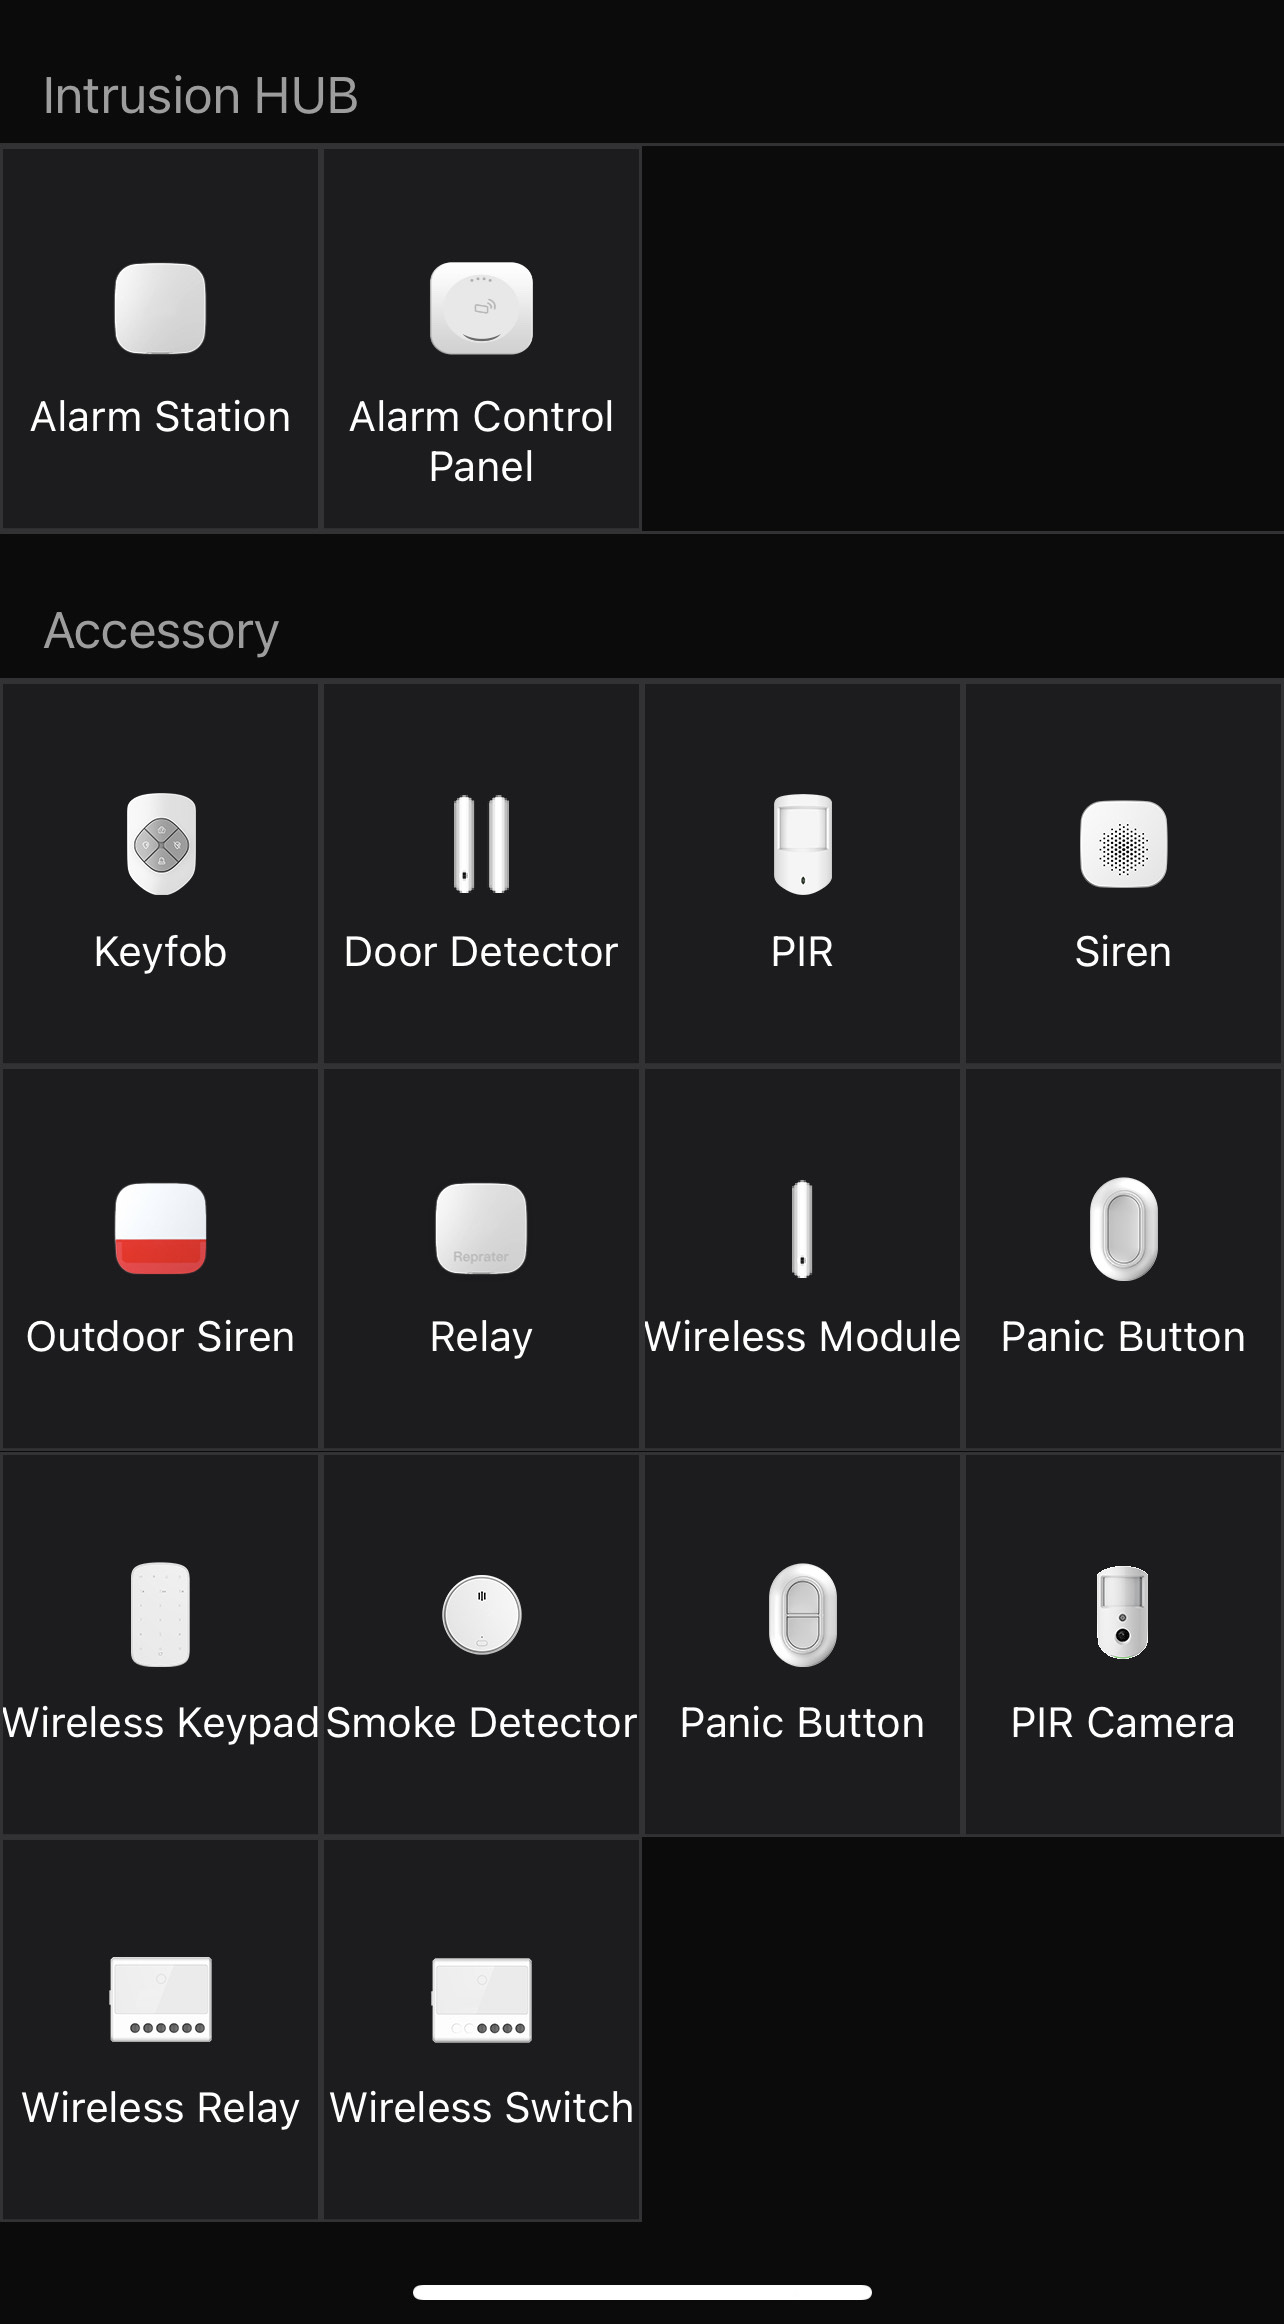 Intrusion HUB
Alarm Station
Alarm Control
Panel
Accessory
Keyfob
Door Detector
PIR
Siren
Reprater
Outdoor Siren
Relay
Wireless Module
Panic Button
Wireless Keypad
Smoke Detector
Panic Button
PIR Camera
Wireless Relay
Wireless Switch